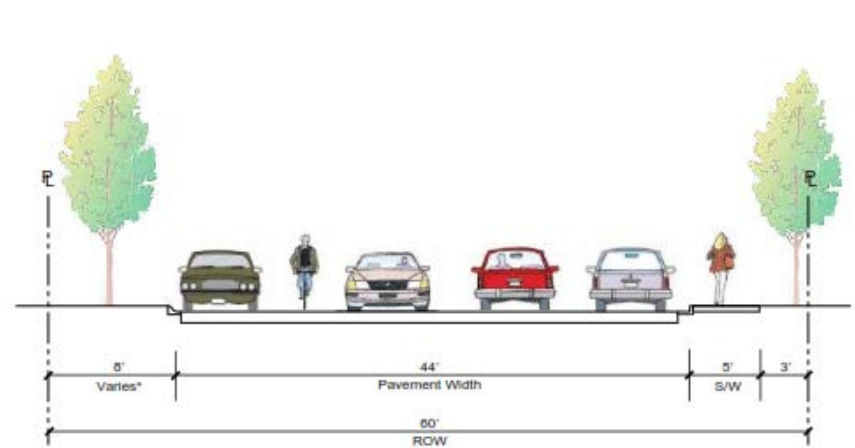 PL
PL
8' 44' 5' 3'
Varies* Pavement Width S/W
60'
ROW